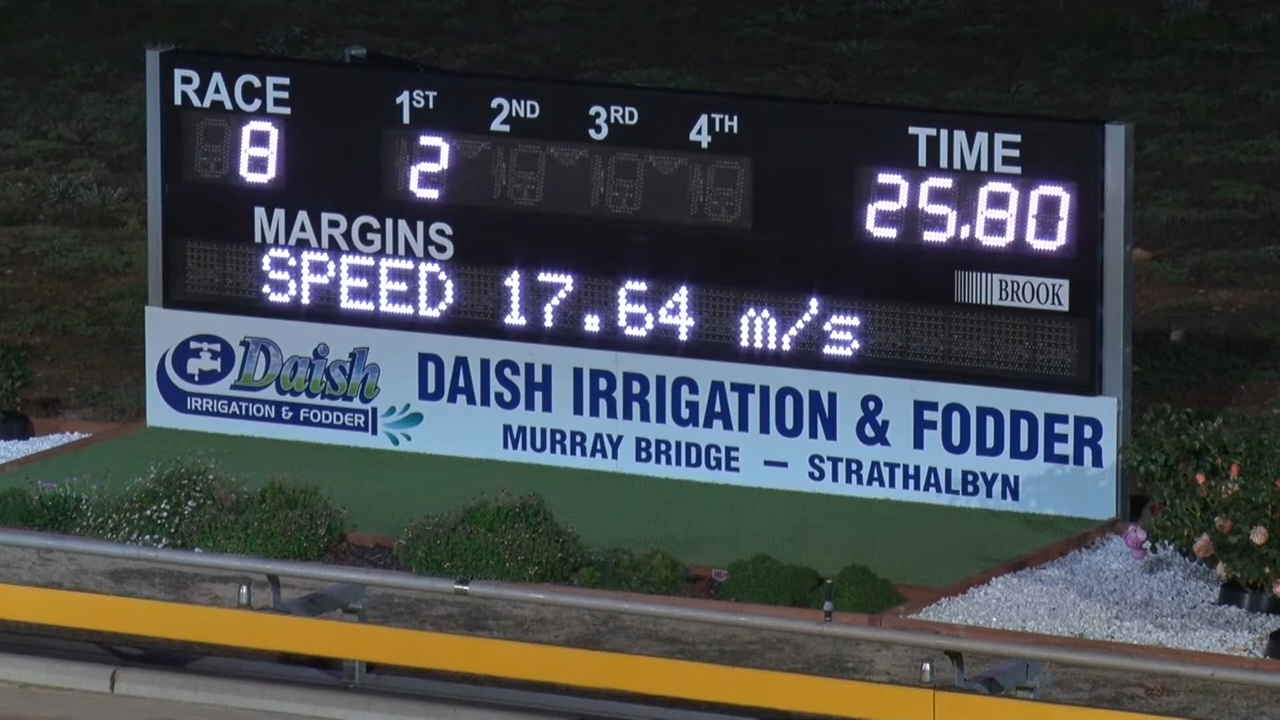 RACE 1ST 2ND 3RD 4TH TIME
8 2 25.80
MARGINS
SPEED 17.64 m/s
BROOK
Daish
IRRIGATION & FODDER
DAISH IRRIGATION & FODDER
MURRAY BRIDGE — STRATHALBYN